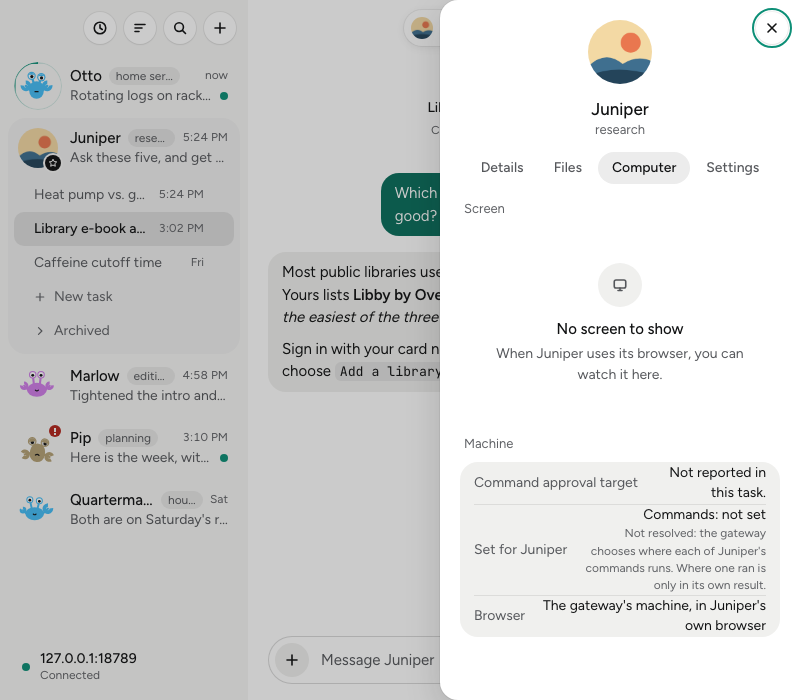 Otto
home ser...
now
Rotating logs on rack...
Juniper
rese...
5:24 PM
Ask these five, and get ...
Heat pump vs. g...
5:24 PM
Library e-book a...
3:02 PM
Caffeine cutoff time
Fri
New task
Archived
Marlow
editi...
4:58 PM
Tightened the intro and...
Pip
planning
3:10 PM
Here is the week, wit...
Quarterma...
hou...
Sat
Both are on Saturday's r...
127.0.0.1:18789
Connected
Which
good?
Most public libraries use
Yours lists Libby by Ove
the easiest of the three
Sign in with your card n
choose Add a library
Message Juniper
Juniper
research
Details
Files
Computer
Settings
Screen
No screen to show
When Juniper uses its browser, you can
watch it here.
Machine
Command approval target
Not reported in
this task.
Set for Juniper
Commands: not set
Not resolved: the gateway
chooses where each of Juniper's
commands runs. Where one ran is
only in its own result.
Browser
The gateway's machine, in Juniper's
own browser